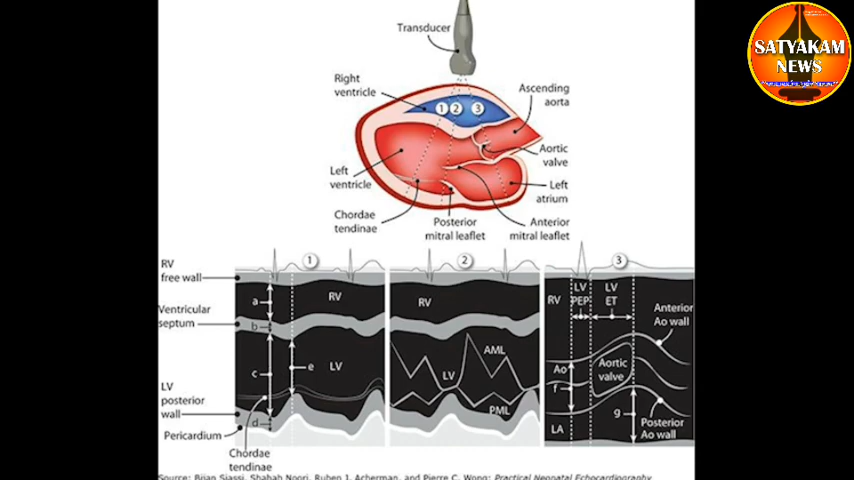 SATYAKAM
NEWS
Transducer
Right
ventricle
1 2 3
Ascending
aorta
Aortic
valve
Left
ventricle
Left
atrium
Chordae
tendinae
Posterior
mitral leaflet
Anterior
mitral leaflet
1
2
3
RV
free wall
Ventricular
septum
LV
posterior
wall
Pericardium
Chordae
tendinae
a
b
c
d
e
RV
LV
RV
AML
LV
PML
RV
LV
PEP
LV
ET
Anterior
Ao wall
Ao
f
Aortic
valve
g
LA
Posterior
Ao wall
Source: Bijan Siassi, Shahab Noori, Ruben J. Acherman, and Pierre C. Wong: Practical Neonatal Echocardiography